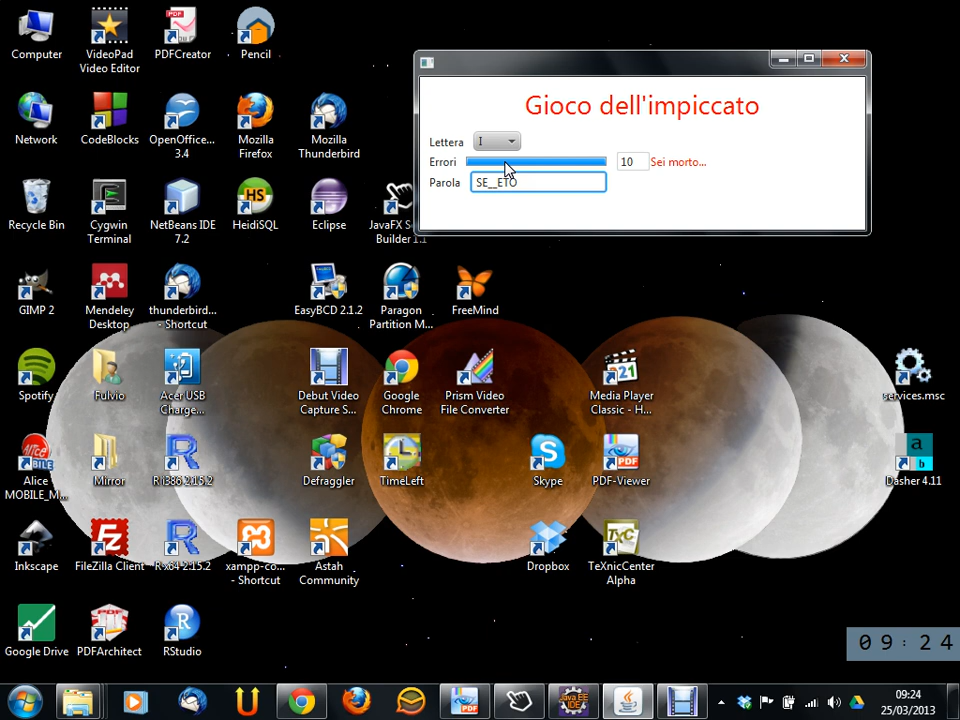 Computer
VideoPad
Video Editor
PDFCreator
Pencil
Gioco dell'impiccato
Lettera
I
Errori
10
Sei morto...
Parola
SE__ETO
Network
CodeBlocks
OpenOffice...
3.4
Mozilla
Firefox
Mozilla
Thunderbird
Recycle Bin
Cygwin
Terminal
NetBeans IDE
7.2
HeidiSQL
Eclipse
JavaFX S
Builder 1.1
GIMP 2
Mendeley
Desktop
thunderbird...
- Shortcut
EasyBCD 2.1.2
Paragon
Partition M...
FreeMind
Spotify
Fulvio
Acer USB
Charge...
Debut Video
Capture S...
Google
Chrome
Prism Video
File Converter
Media Player
Classic - H...
services.msc
Alice
MOBILE_M...
Mirror
R i386 2.15.2
Defraggler
TimeLeft
Skype
PDF-Viewer
Dasher 4.11
Inkscape
FileZilla Client
R x64 2.15.2
xampp-co...
- Shortcut
Astah
Community
Dropbox
TeXnicCenter
Alpha
Google Drive
PDFArchitect
RStudio
09:24
09:24
25/03/2013